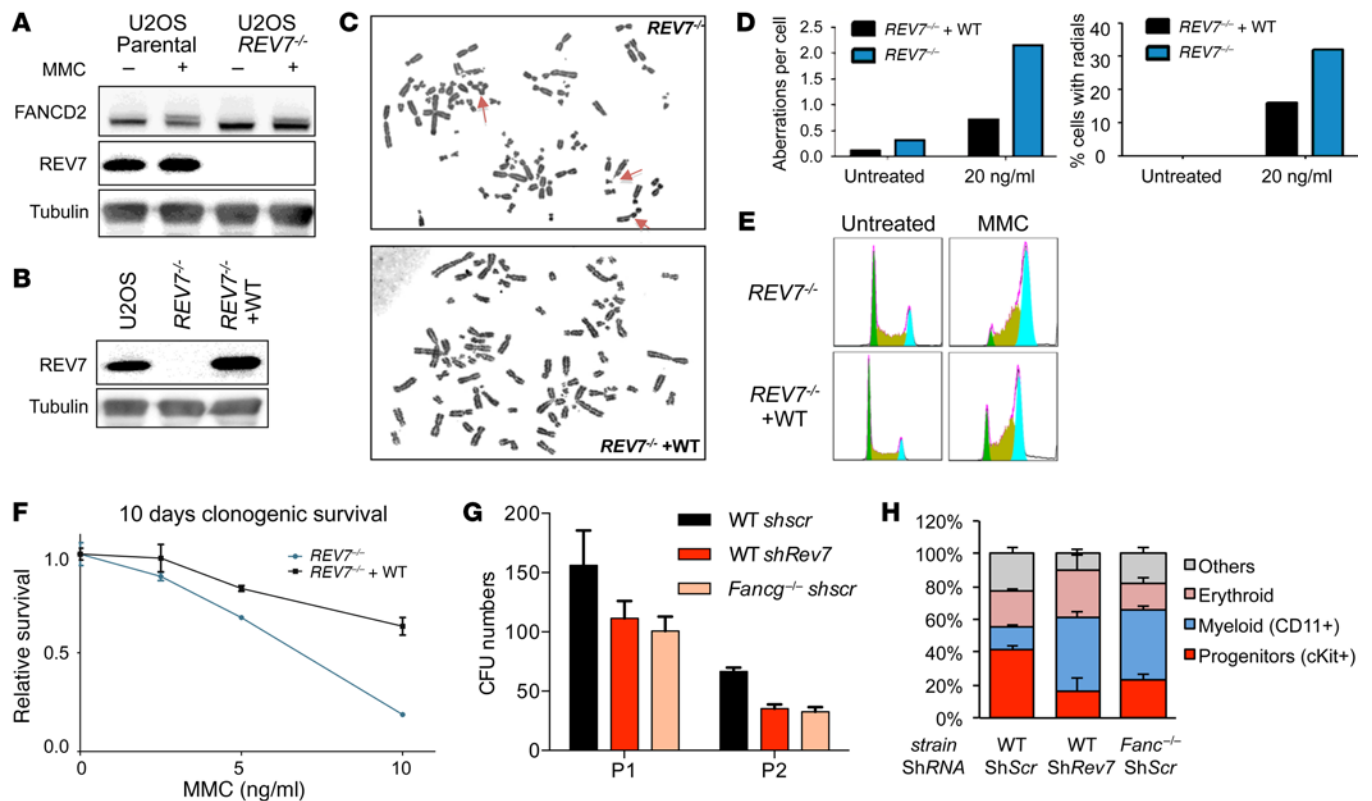 A
U2OS
Parental
U2OS
REV7-/-
MMC
– + – +
FANCD2
REV7
Tubulin
B
U2OS
REV7-/-
REV7-/-
+WT
REV7
Tubulin
C
REV7-/-
REV7-/- +WT
D
Aberrations per cell
2.5
2.0
1.5
1.0
0.5
0.0
REV7-/- + WT
REV7-/-
Untreated
20 ng/ml
% cells with radials
40
30
20
10
0
REV7-/- + WT
REV7-/-
Untreated
20 ng/ml
E
Untreated
MMC
REV7-/-
REV7-/-
+WT
F
10 days clonogenic survival
Relative survival
1.0
0.5
0.0
REV7-/-
REV7-/- + WT
0
5
10
MMC (ng/ml)
G
CFU numbers
200
150
100
50
0
WT shscr
WT shRev7
Fancg–/– shscr
P1
P2
H
120%
100%
80%
60%
40%
20%
0%
Others
Erythroid
Myeloid (CD11+)
Progenitors (cKit+)
strain WT WT Fanc–/–
ShRNA ShScr ShRev7 ShScr